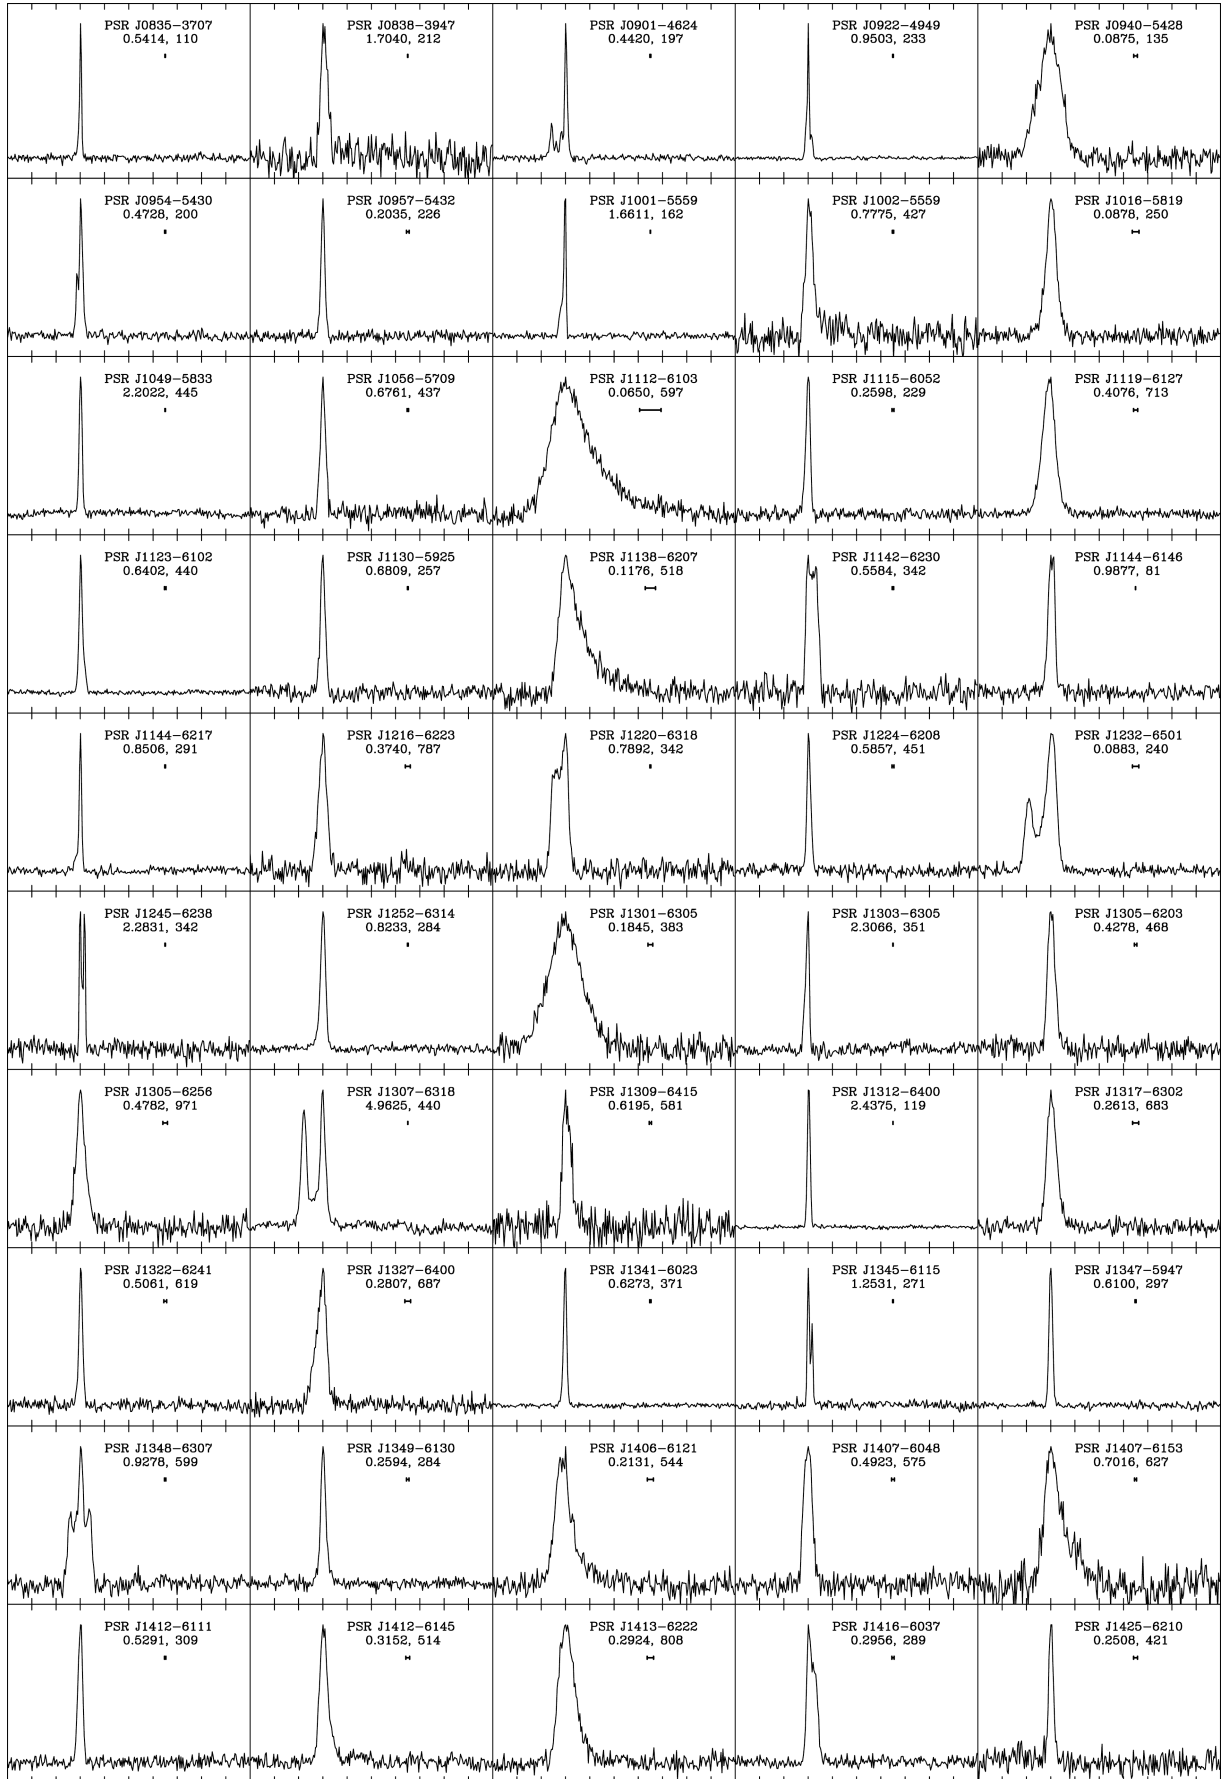 PSR J0835−3707
0.5414, 110
PSR J0838−3947
1.7040, 212
PSR J0901−4624
0.4420, 197
PSR J0922−4949
0.9503, 233
PSR J0940−5428
0.0875, 135
PSR J0954−5430
0.4728, 200
PSR J0957−5432
0.2035, 226
PSR J1001−5559
1.6611, 162
PSR J1002−5559
0.7775, 427
PSR J1016−5819
0.0878, 250
PSR J1049−5833
2.2022, 445
PSR J1056−5709
0.6761, 437
PSR J1112−6103
0.0650, 597
PSR J1115−6052
0.2598, 229
PSR J1119−6127
0.4076, 713
PSR J1123−6102
0.6402, 440
PSR J1130−5925
0.6809, 257
PSR J1138−6207
0.1176, 518
PSR J1142−6230
0.5584, 342
PSR J1144−6146
0.9877, 81
PSR J1144−6217
0.8506, 291
PSR J1216−6223
0.3740, 787
PSR J1220−6318
0.7892, 342
PSR J1224−6208
0.5857, 451
PSR J1232−6501
0.0883, 240
PSR J1245−6238
2.2831, 342
PSR J1252−6314
0.8233, 284
PSR J1301−6305
0.1845, 383
PSR J1303−6305
2.3066, 351
PSR J1305−6203
0.4278, 468
PSR J1305−6256
0.4782, 971
PSR J1307−6318
4.9625, 440
PSR J1309−6415
0.6195, 581
PSR J1312−6400
2.4375, 119
PSR J1317−6302
0.2613, 683
PSR J1322−6241
0.5061, 619
PSR J1327−6400
0.2807, 687
PSR J1341−6023
0.6273, 371
PSR J1345−6115
1.2531, 271
PSR J1347−5947
0.6100, 297
PSR J1348−6307
0.9278, 599
PSR J1349−6130
0.2594, 284
PSR J1406−6121
0.2131, 544
PSR J1407−6048
0.4923, 575
PSR J1407−6153
0.7016, 627
PSR J1412−6111
0.5291, 309
PSR J1412−6145
0.3152, 514
PSR J1413−6222
0.2924, 808
PSR J1416−6037
0.2956, 289
PSR J1425−6210
0.2508, 421